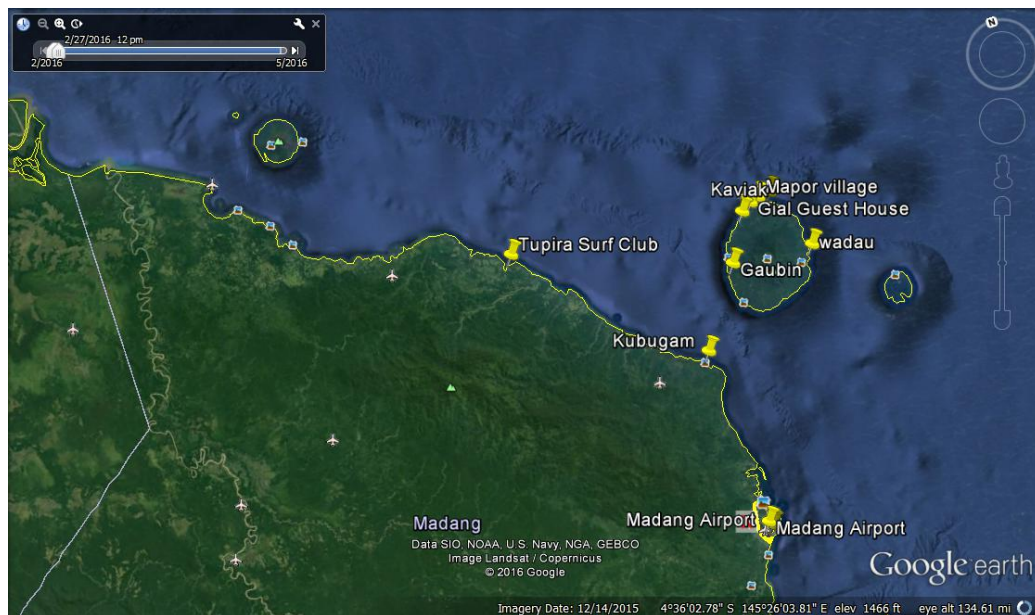 2/27/2016 12 pm
2/2016
5/2016
N
Kaviak
Mapor village
Gial Guest House
wadau
Tupira Surf Club
Gaubin
Kubugam
Madang Airport
Madang Airport
Madang
Data SIO, NOAA, U.S. Navy, NGA, GEBCO
Image Landsat / Copernicus
© 2016 Google
Google earth
Imagery Date: 12/14/2015 4°36'02.78" S 145°26'03.81" E elev 1466 ft eye alt 134.61 mi